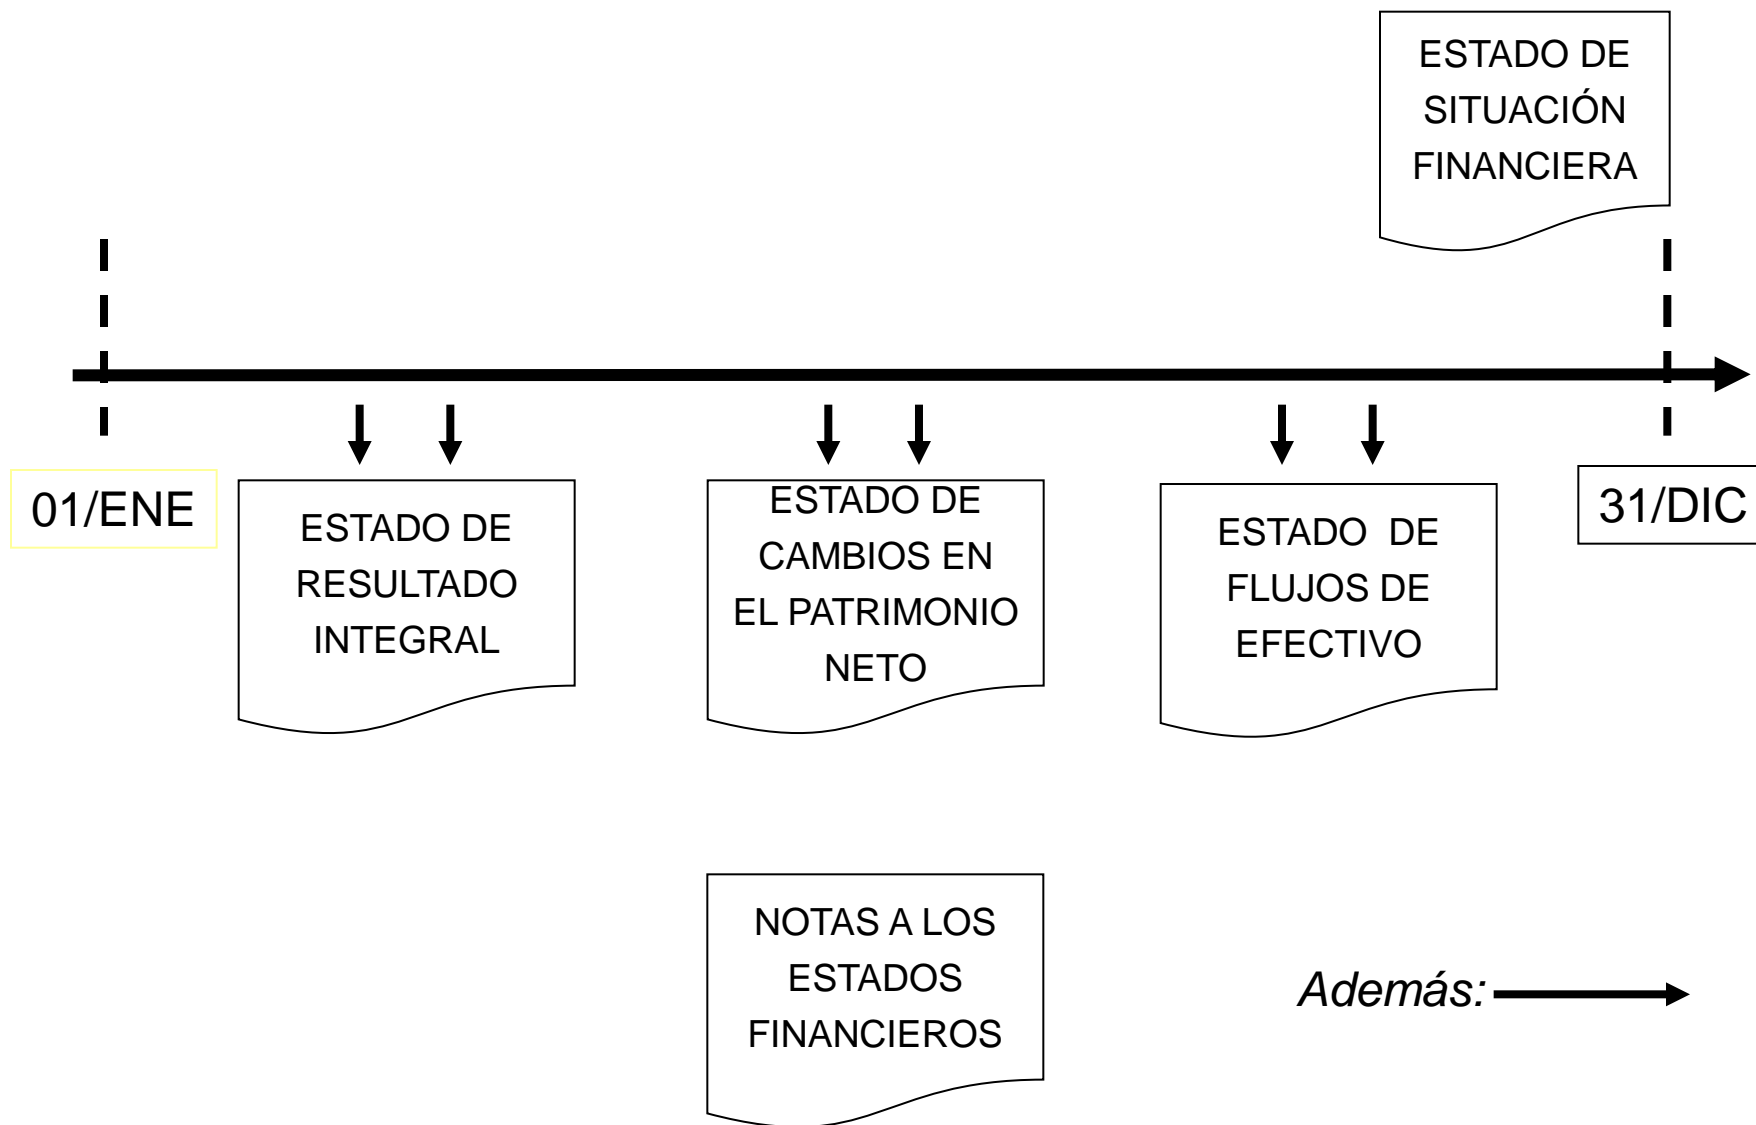 ESTADO DE
SITUACIÓN
FINANCIERA
01/ENE
31/DIC
ESTADO DE
RESULTADO
INTEGRAL
ESTADO DE
CAMBIOS EN
EL PATRIMONIO
NETO
ESTADO  DE
FLUJOS DE
EFECTIVO
NOTAS A LOS
ESTADOS
FINANCIEROS
Además: